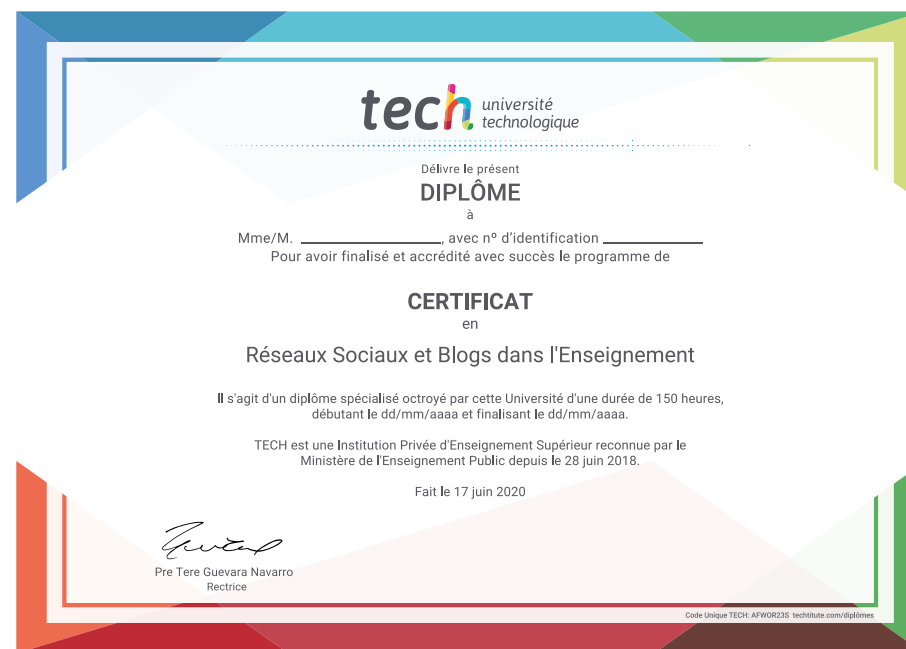 tech université
technologique
Délivre le présent
DIPLÔME
à
Mme/M. ____________________, avec nº d'identification ______________
Pour avoir finalisé et accrédité avec succès le programme de
CERTIFICAT
en
Réseaux Sociaux et Blogs dans l'Enseignement
Il s'agit d'un diplôme spécialisé octroyé par cette Université d'une durée de 150 heures,
débutant le dd/mm/aaaa et finalisant le dd/mm/aaaa.
TECH est une Institution Privée d'Enseignement Supérieur reconnue par le
Ministère de l'Enseignement Public depuis le 28 juin 2018.
Fait le 17 juin 2020
Pre Tere Guevara Navarro
Rectrice
Code Unique TECH: AFWOR23S techtitute.com/diplômes